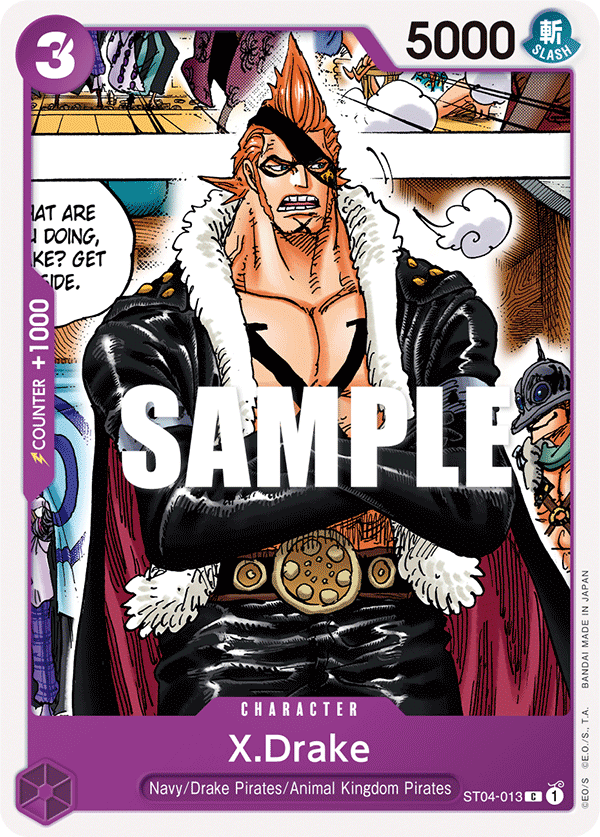 3
5000
斬
SLASH
AT ARE
DOING,
KE? GET
SIDE.
COUNTER +1000
SAMPLE
CHARACTER
X.Drake
Navy/Drake Pirates/Animal Kingdom Pirates
ST04-013 C 1
©E.O/S ©E.O./S., T.A. BANDAI MADE IN JAPAN